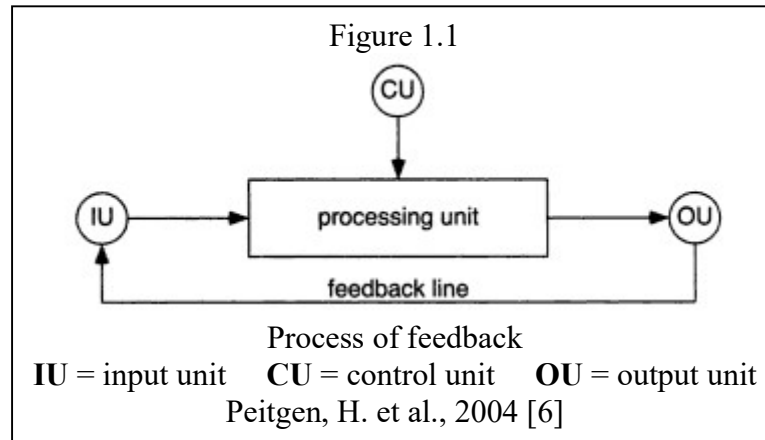 Figure 1.1
CU
IU
processing unit
OU
feedback line
Process of feedback
IU = input unit CU = control unit OU = output unit
Peitgen, H. et al., 2004 [6]